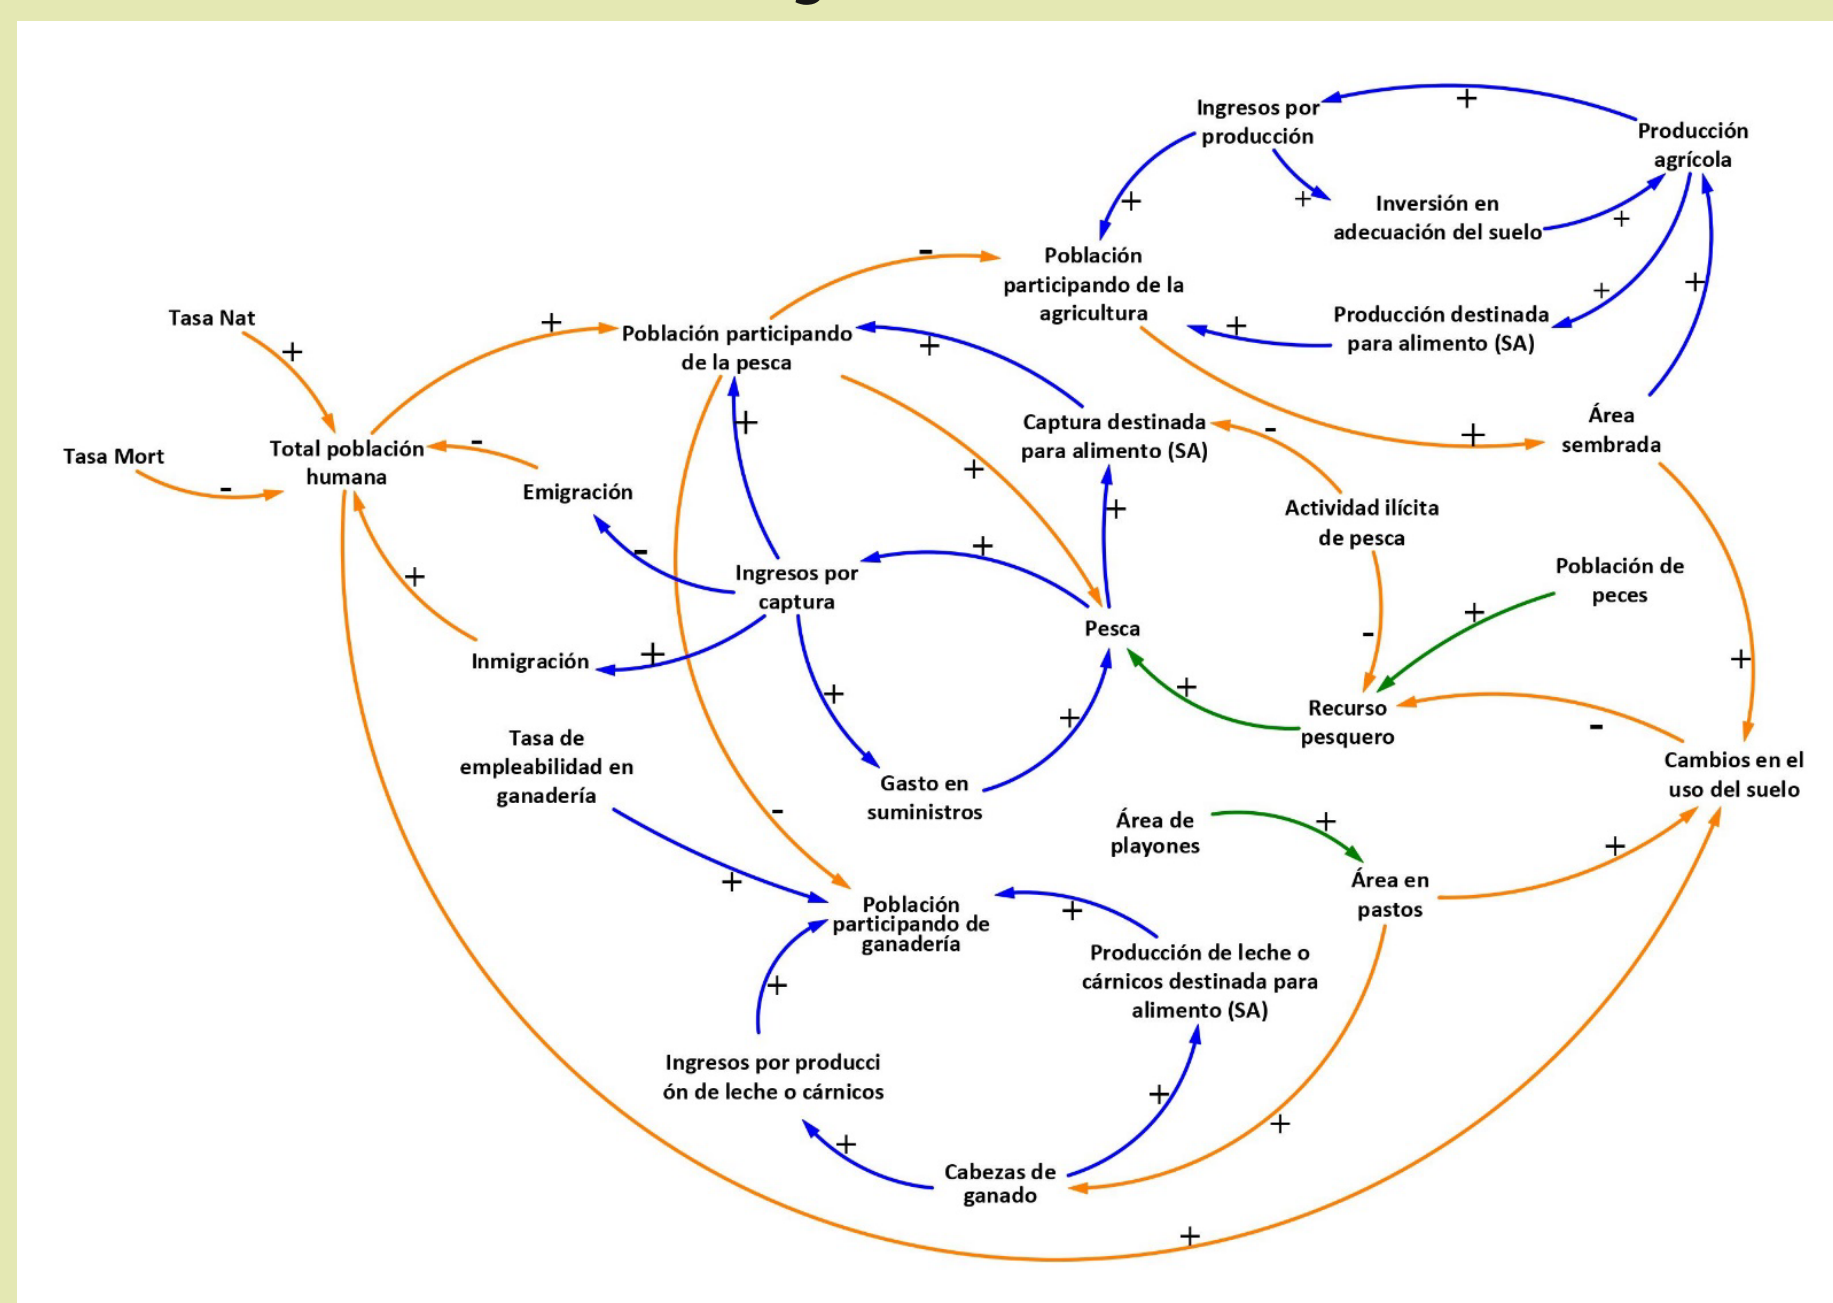 Ingresos por
producción
+
Producción
agrícola
+
+
Inversión en
adecuación del suelo
+
Población
participando de la
agricultura
-
+
Producción destinada
para alimento (SA)
+
+
Tasa Nat
+
+
Población participando
de la pesca
+
Tasa Mort
-
Total población
humana
-
Emigración
+
+
Captura destinada
para alimento (SA)
-
+
Área
sembrada
Actividad ilícita
de pesca
+
-
+
Ingresos por
captura
+
Pesca
-
Población de
peces
+
+
Inmigración
+
+
+
+
Recurso
pesquero
-
+
Cambios en el
uso del suelo
Tasa de
empleabilidad en
ganadería
Gasto en
suministros
-
Área de
playones
+
+
+
Población
participando de
ganadería
+
Área en
pastos
Producción de leche o
cárnicos destinada para
alimento (SA)
+
Ingresos por producci
ón de leche o cárnicos
+
+
+
Cabezas de
ganado
+